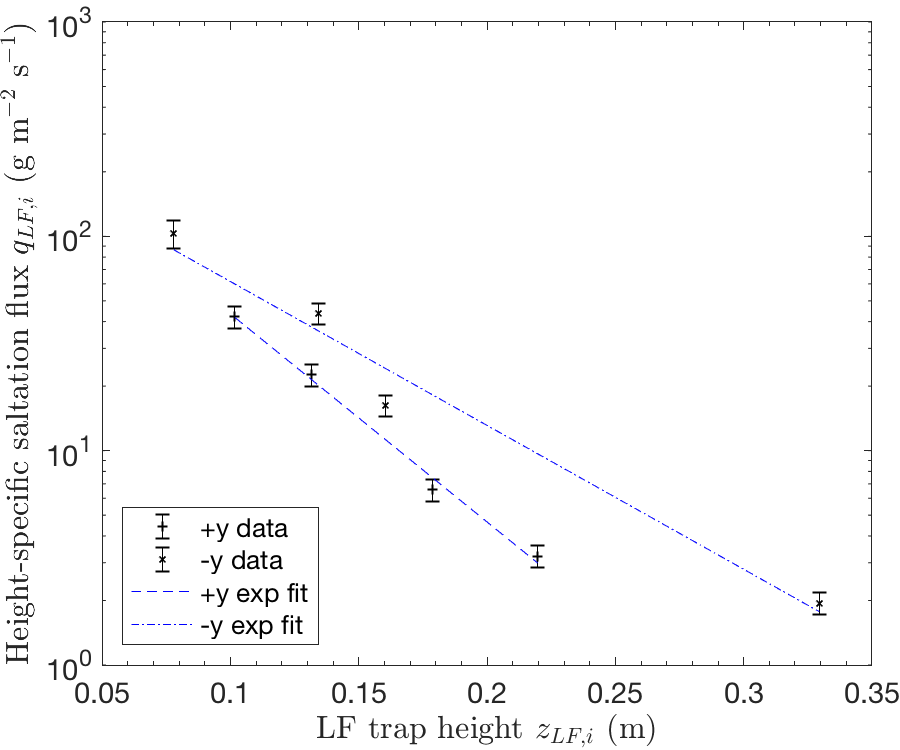 Height-specific saltation flux q_{LF,i} (g m^{-2} s^{-1})
10^3
10^2
10^1
10^0
+y data
-y data
+y exp fit
-y exp fit
0.05 0.1 0.15 0.2 0.25 0.3 0.35
LF trap height z_{LF,i} (m)